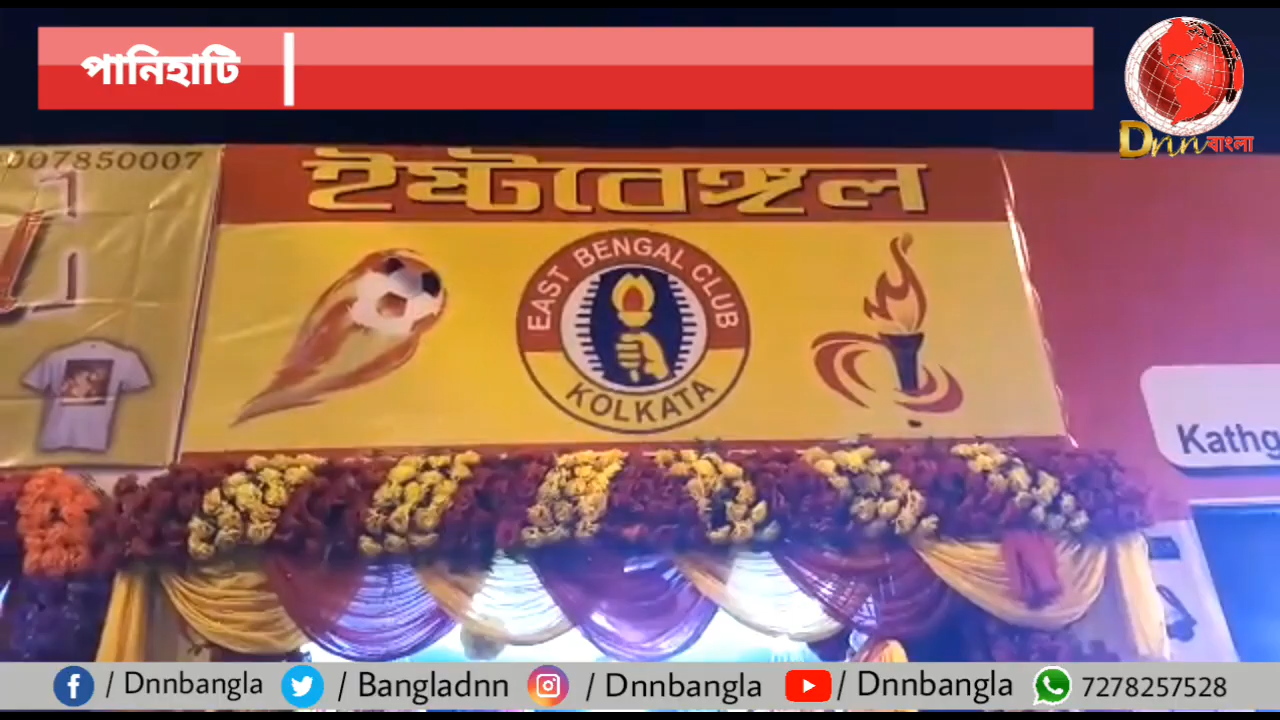 পানিহাটি
Dnnবাংলা
007850007
ইষ্টবেঙ্গল
EAST BENGAL CLUB
KOLKATA
Kathg
/ Dnnbangla / Bangladnn / Dnnbangla / Dnnbangla 7278257528